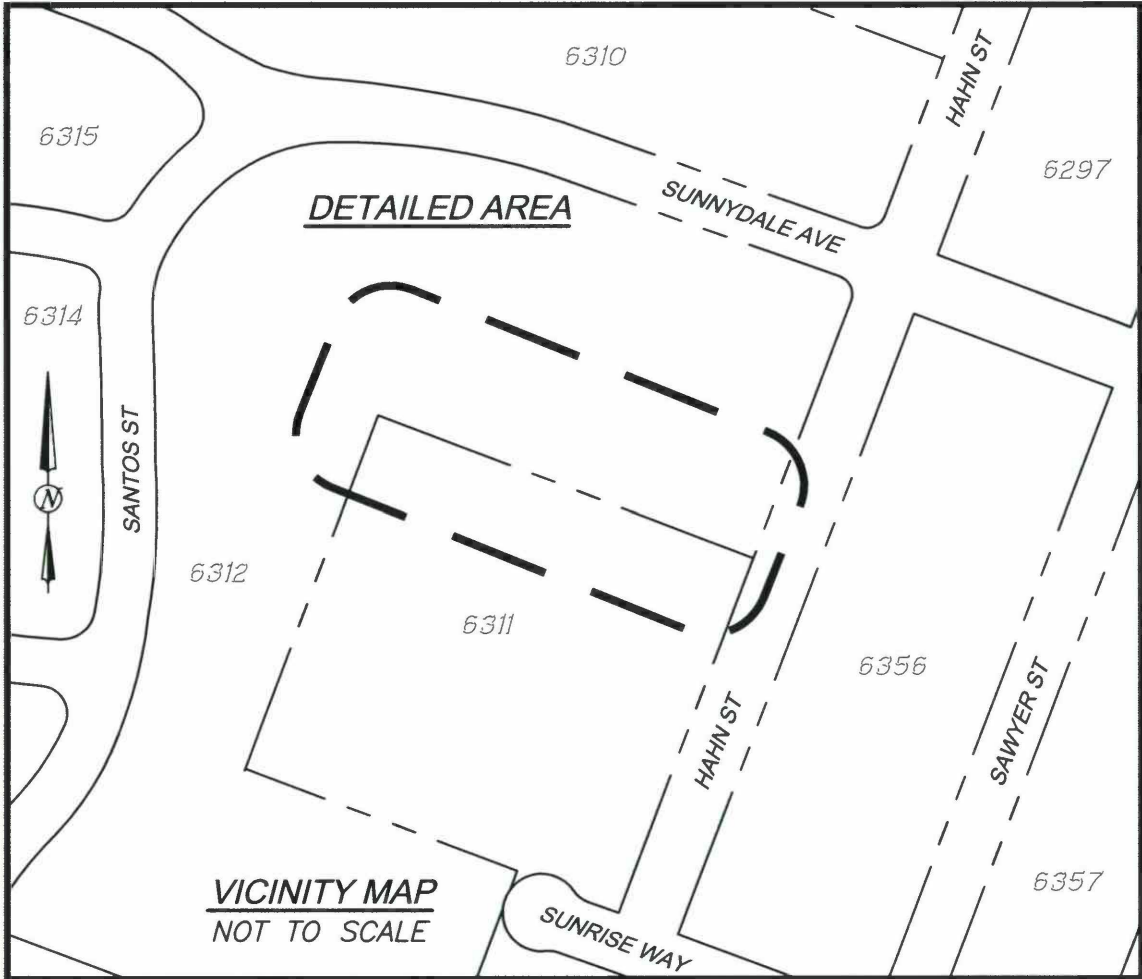 6310
HAHN ST
6315
6297
DETAILED AREA
SUNNYDALE AVE
6314
SANTOS ST
N
6312
6311
6356
HAHN ST
SAWYER ST
6357
VICINITY MAP
NOT TO SCALE
SUNRISE WAY